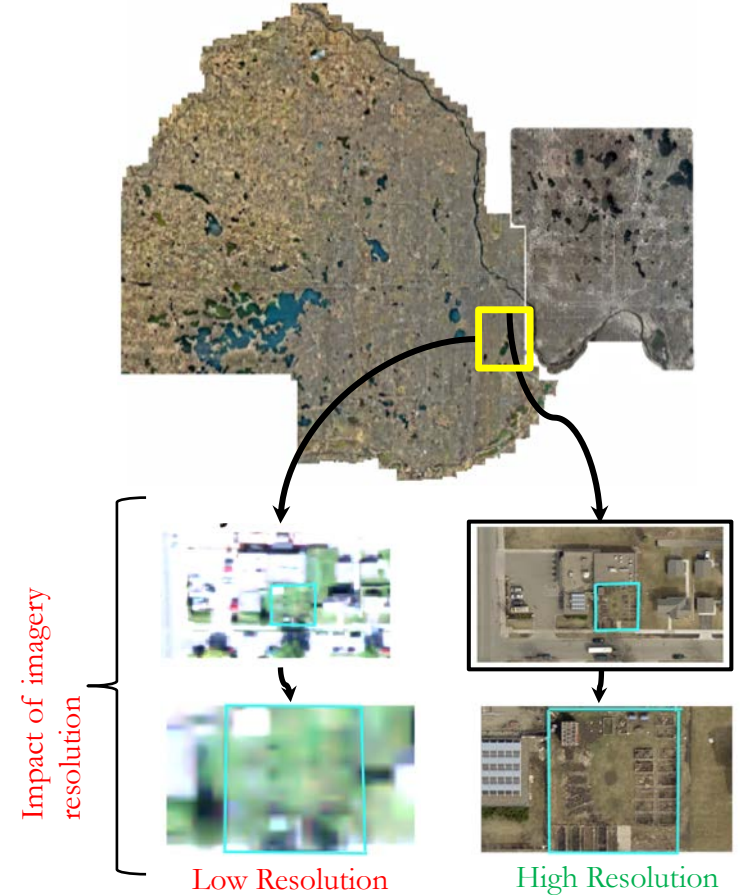 Impact of imagery
resolution
Low Resolution
High Resolution